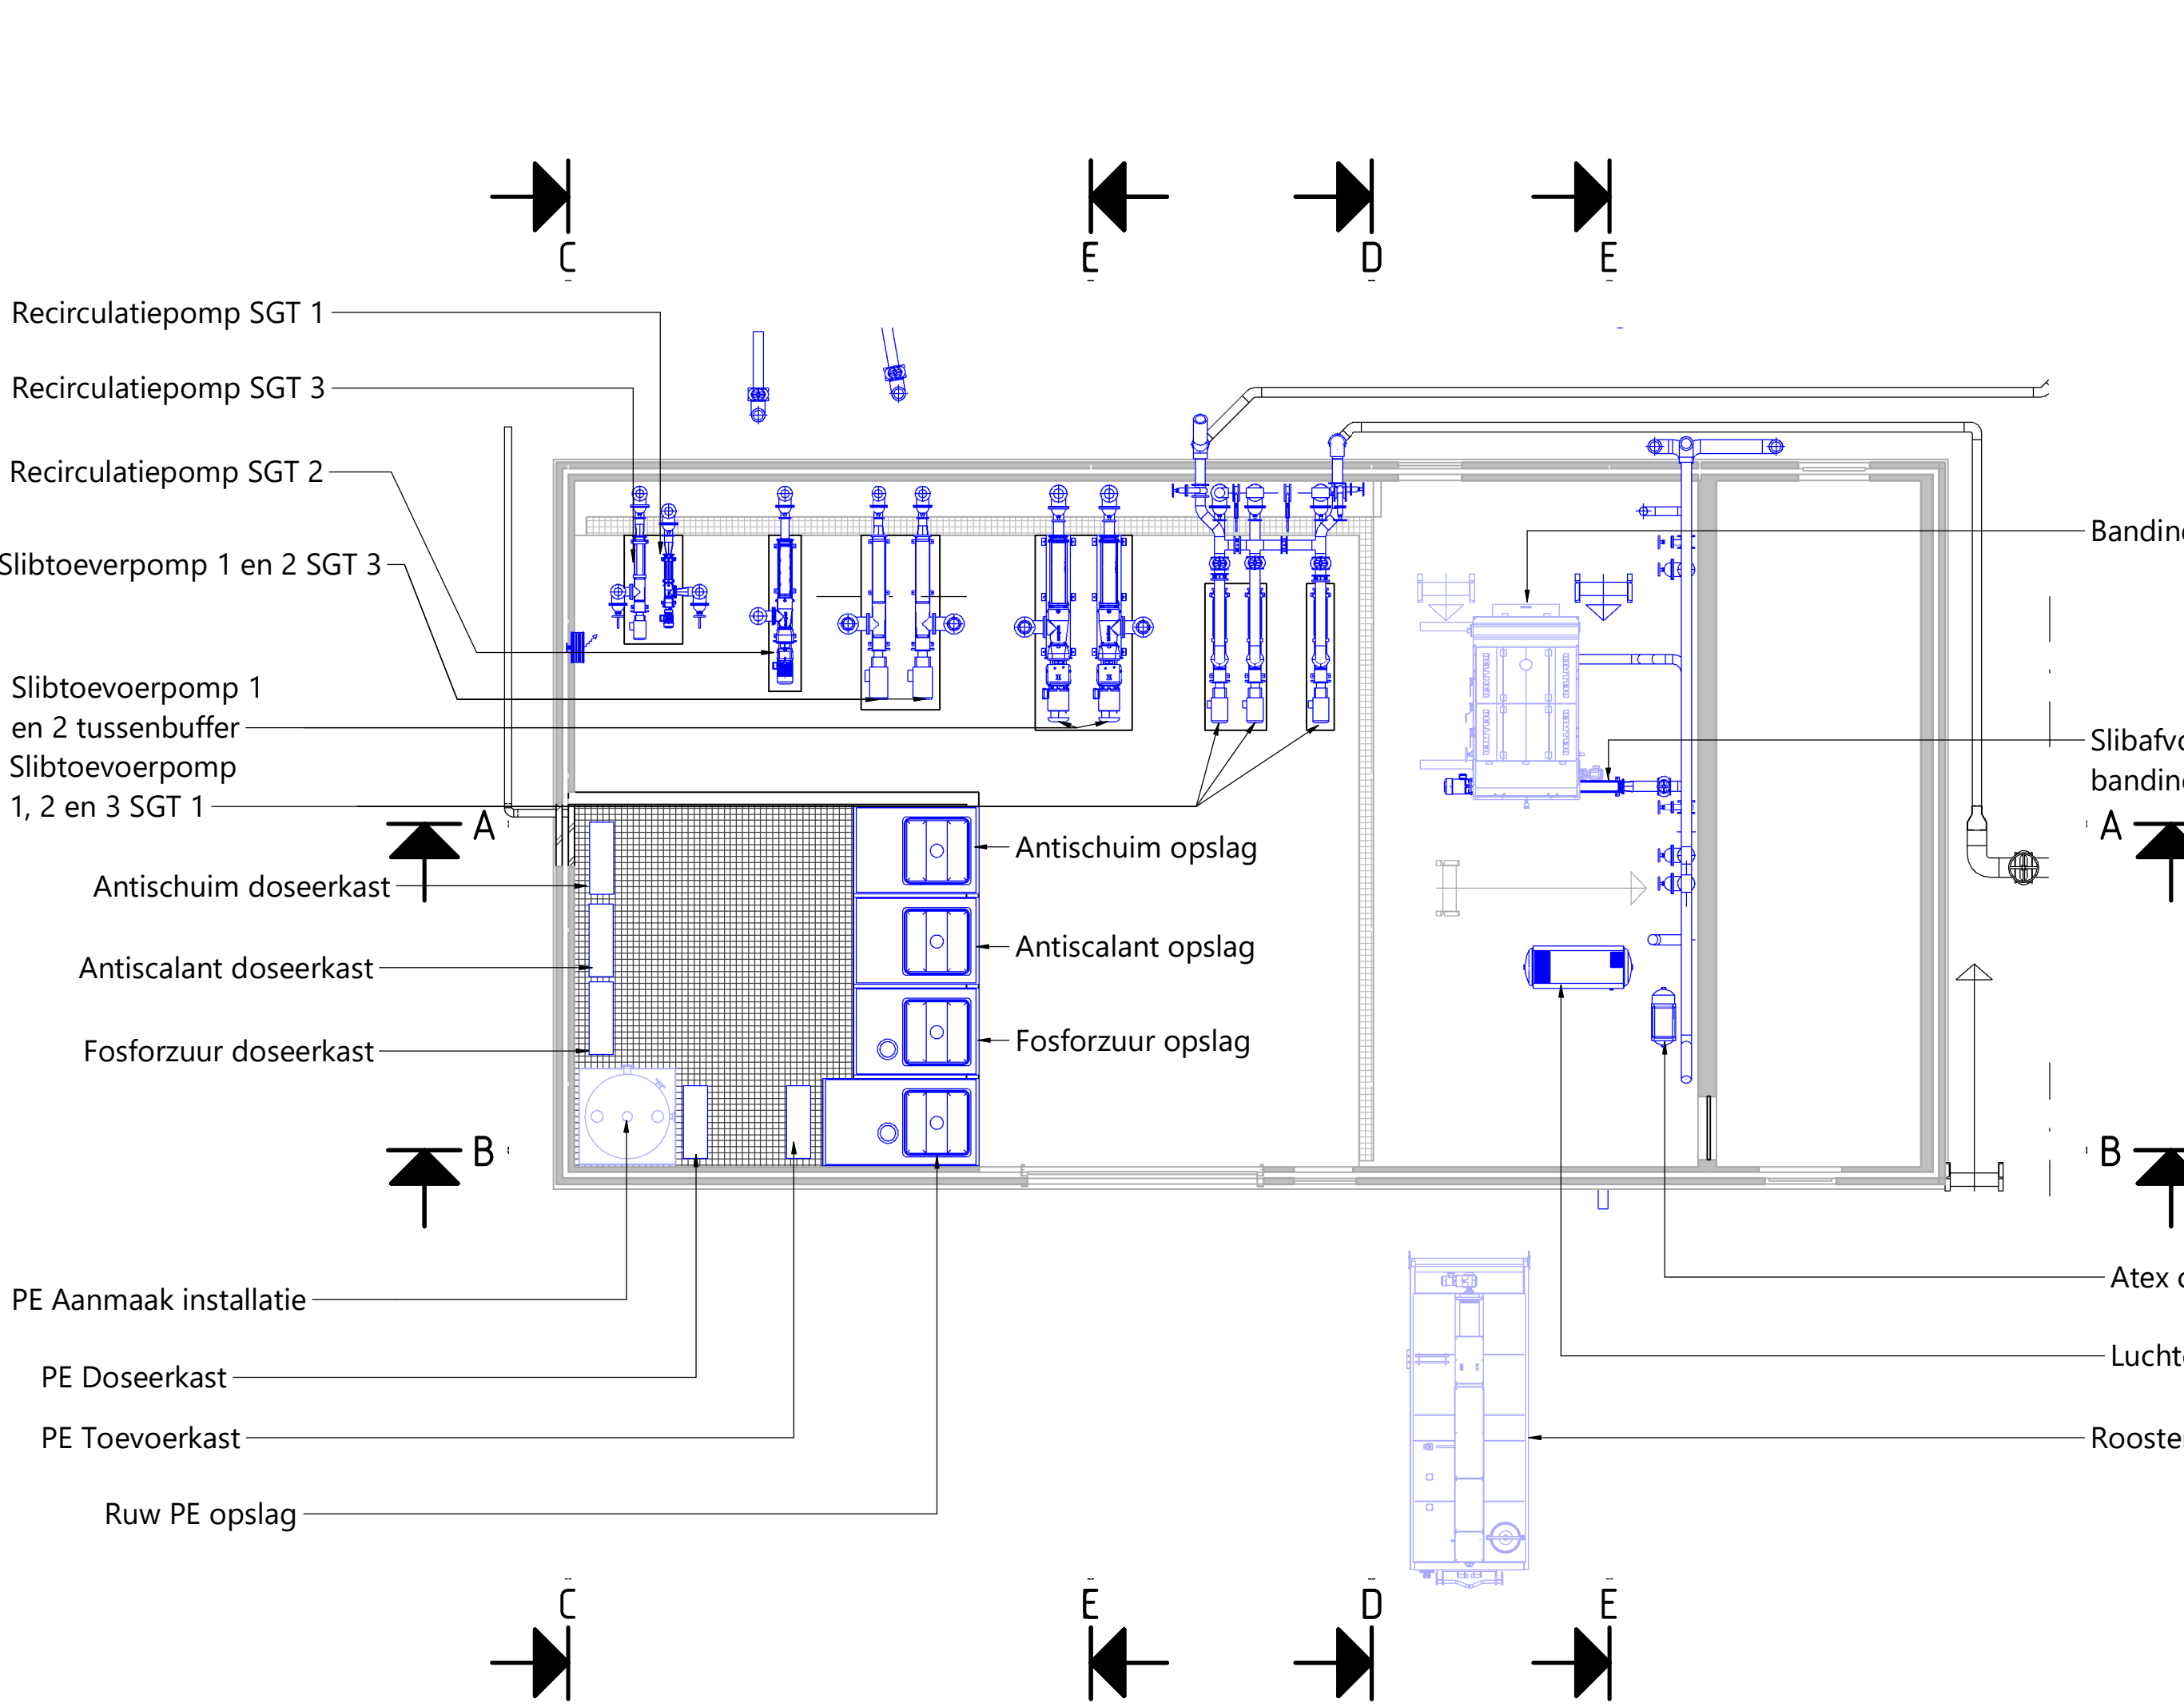 C
E
D
E
Recirculatiepomp SGT 1
Recirculatiepomp SGT 3
Recirculatiepomp SGT 2
Slibtoeverpomp 1 en 2 SGT 3
Slibtoevoerpomp 1
en 2 tussenbuffer
Slibtoevoerpomp
1, 2 en 3 SGT 1
A
Antischuim doseerkast
Antiscalant doseerkast
Fosforzuur doseerkast
B
Antischuim opslag
Antiscalant opslag
Fosforzuur opslag
A
B
PE Aanmaak installatie
PE Doseerkast
PE Toevoerkast
Ruw PE opslag
Atex
C
E
D
E